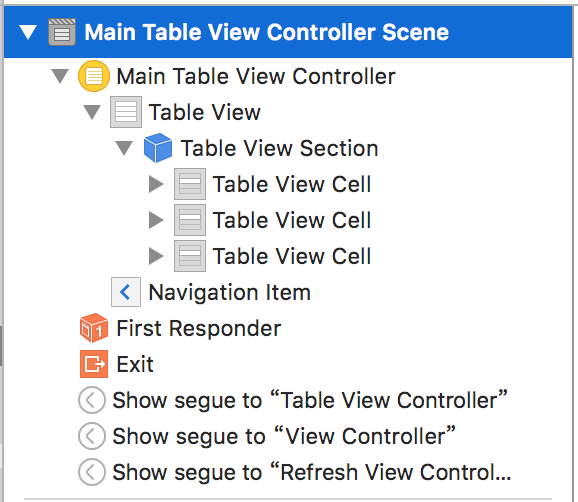 Main Table View Controller Scene
Main Table View Controller
Table View
Table View Section
Table View Cell
Table View Cell
Table View Cell
Navigation Item
First Responder
Exit
Show segue to “Table View Controller”
Show segue to “View Controller”
Show segue to “Refresh View Control...